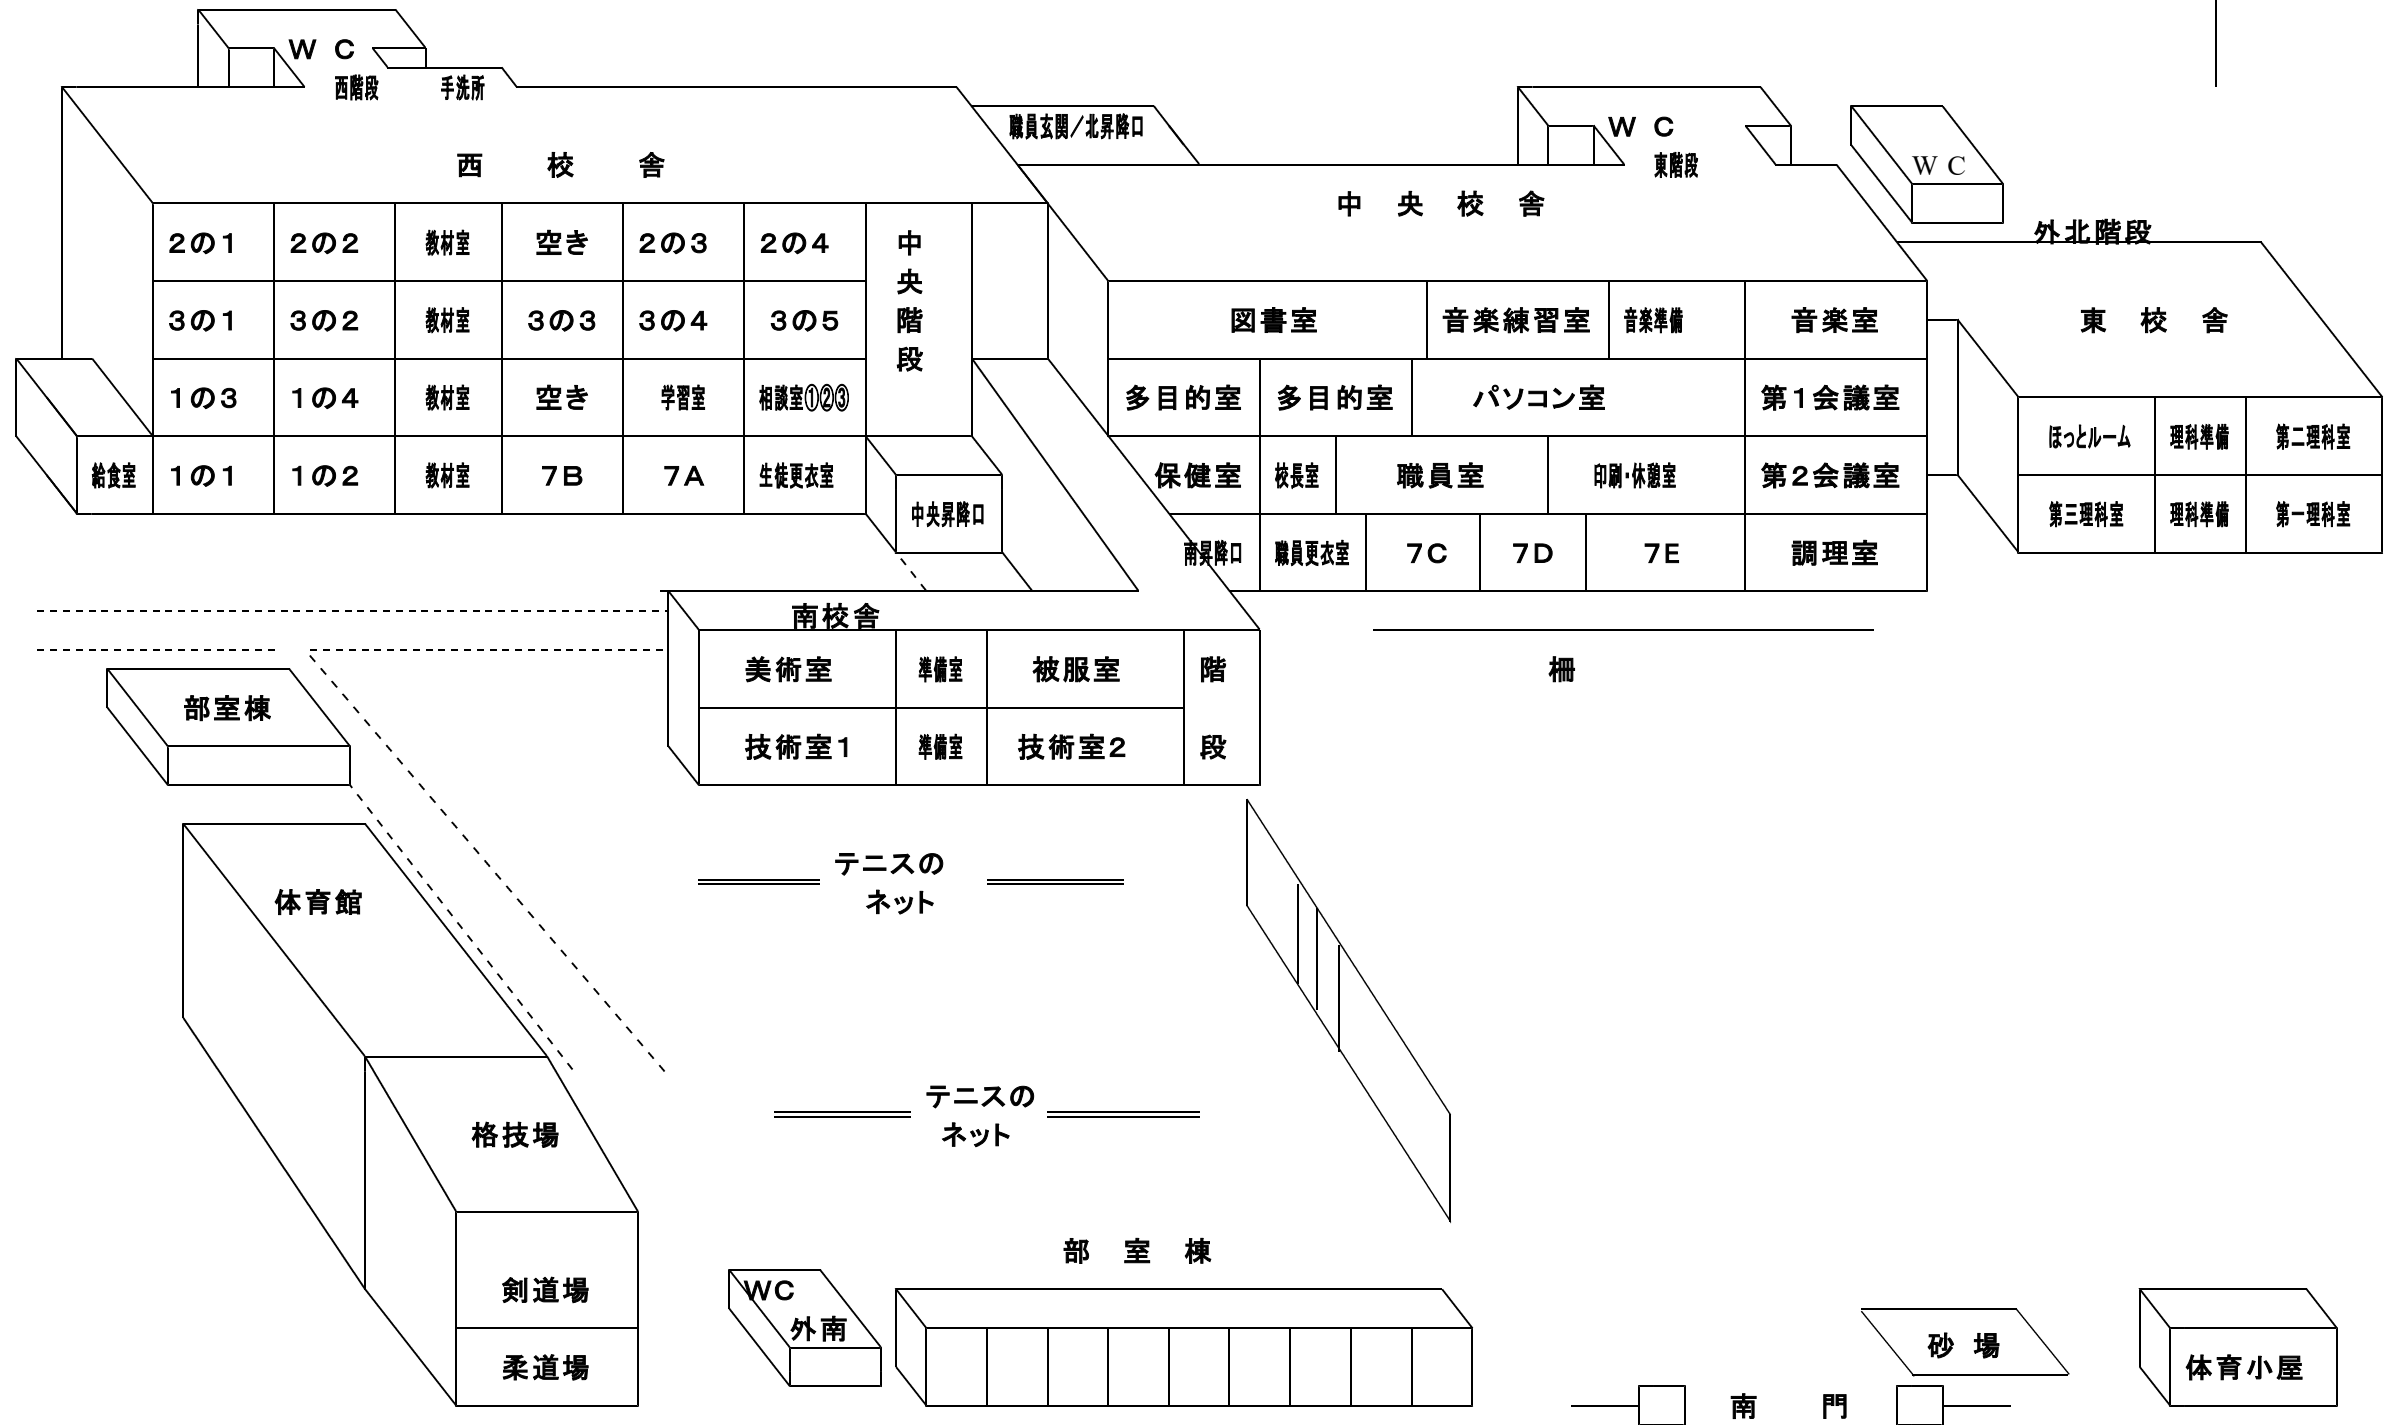 ＷＣ
西階段 手洗所
職員玄関／北昇降口
ＷＣ
東階段
ＷＣ
西校舎
中央校舎
外北階段
東校舎
２の１ ２の２ 教材室 空き ２の３ ２の４
３の１ ３の２ 教材室 ３の３ ３の４ ３の５
１の３ １の４ 教材室 空き 学習室 相談室①②③
給食室 １の１ １の２ 教材室 ７Ｂ ７Ａ 生徒更衣室
中央階段
中央昇降口
図書室 音楽練習室 音楽準備 音楽室
多目的室 多目的室 パソコン室 第１会議室
保健室 校長室 職員室 印刷・休憩室 第２会議室
南昇降口 職員更衣室 ７Ｃ ７Ｄ ７Ｅ 調理室
ほっとルーム 理科準備 第二理科室
第三理科室 理科準備 第一理科室
南校舎
美術室 準備室 被服室
技術室１ 準備室 技術室２
階段
柵
部室棟
体育館
テニスの
ネット
格技場
テニスの
ネット
剣道場
柔道場
部室棟
ＷＣ
外南
砂場
体育小屋
南門